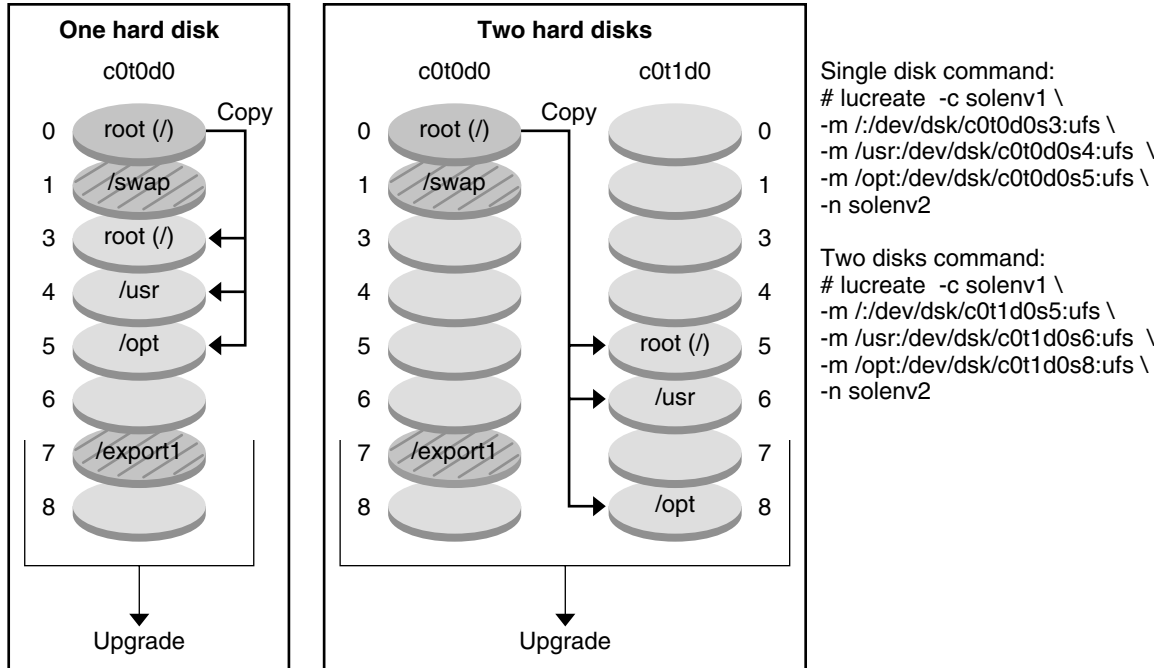 One hard disk
c0t0d0
Copy
0 root (/)
1 /swap
3 root (/)
4 /usr
5 /opt
6
7 /export1
8
Upgrade
Two hard disks
c0t0d0 c0t1d0
Copy
0 root (/) 0
1 /swap 1
3 3
4 4
5 root (/) 5
6 /usr 6
7 /export1 7
8 /opt 8
Upgrade
Single disk command:
# lucreate -c solenv1 \
-m /:/dev/dsk/c0t0d0s3:ufs \
-m /usr:/dev/dsk/c0t0d0s4:ufs \
-m /opt:/dev/dsk/c0t0d0s5:ufs \
-n solenv2
Two disks command:
# lucreate -c solenv1 \
-m /:/dev/dsk/c0t1d0s5:ufs \
-m /usr:/dev/dsk/c0t1d0s6:ufs \
-m /opt:/dev/dsk/c0t1d0s8:ufs \
-n solenv2